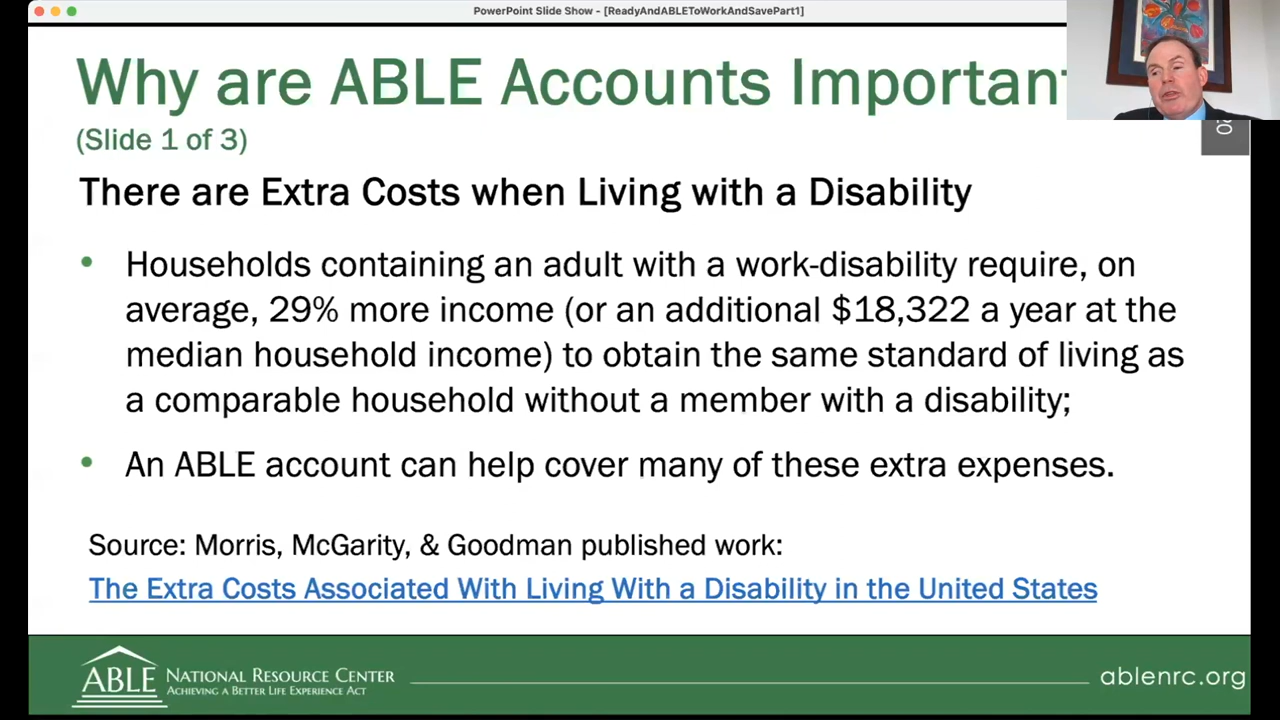 PowerPoint Slide Show - [ReadyAndABLEToWorkAndSavePart1]
Why are ABLE Accounts Important
(Slide 1 of 3)
There are Extra Costs when Living with a Disability
• Households containing an adult with a work-disability require, on
average, 29% more income (or an additional $18,322 a year at the
median household income) to obtain the same standard of living as
a comparable household without a member with a disability;
• An ABLE account can help cover many of these extra expenses.
Source: Morris, McGarity, & Goodman published work:
The Extra Costs Associated With Living With a Disability in the United States
ABLE NATIONAL RESOURCE CENTER
ACHIEVING A BETTER LIFE EXPERIENCE ACT
ablenrc.org